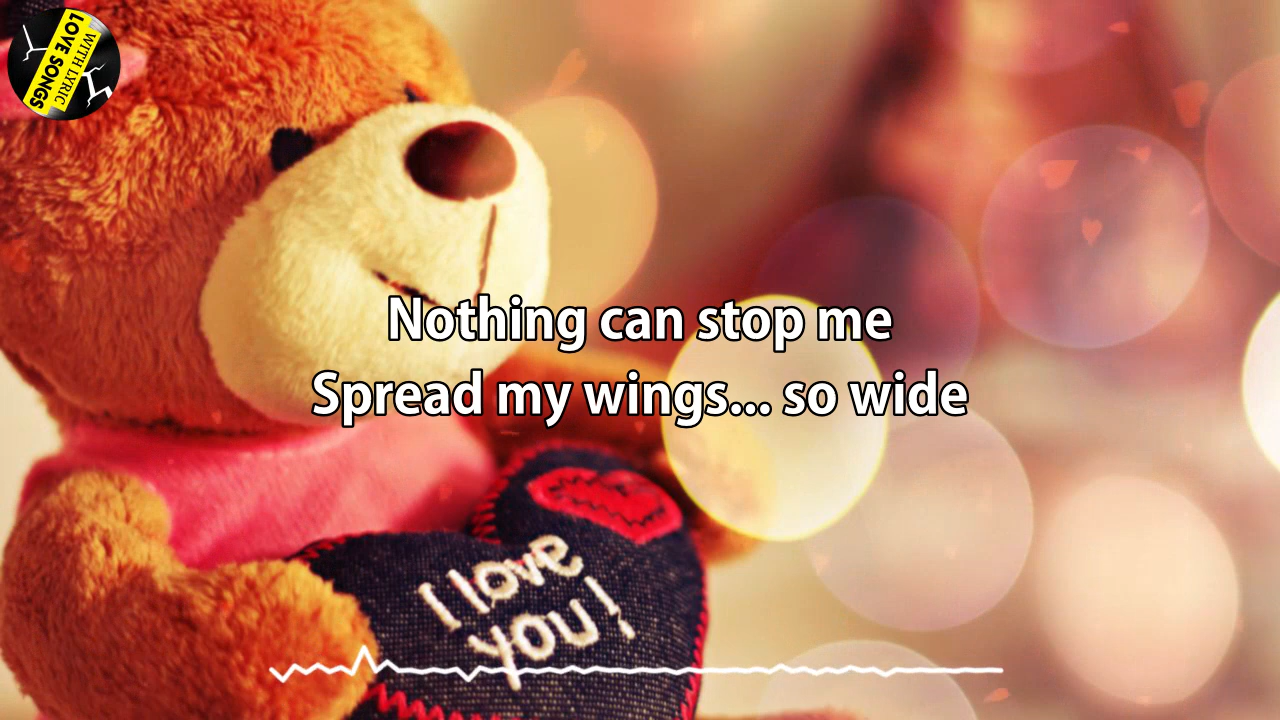 LOVE SONGS
WITH LYRIC
Nothing can stop me
Spread my wings... so wide
I love
you!